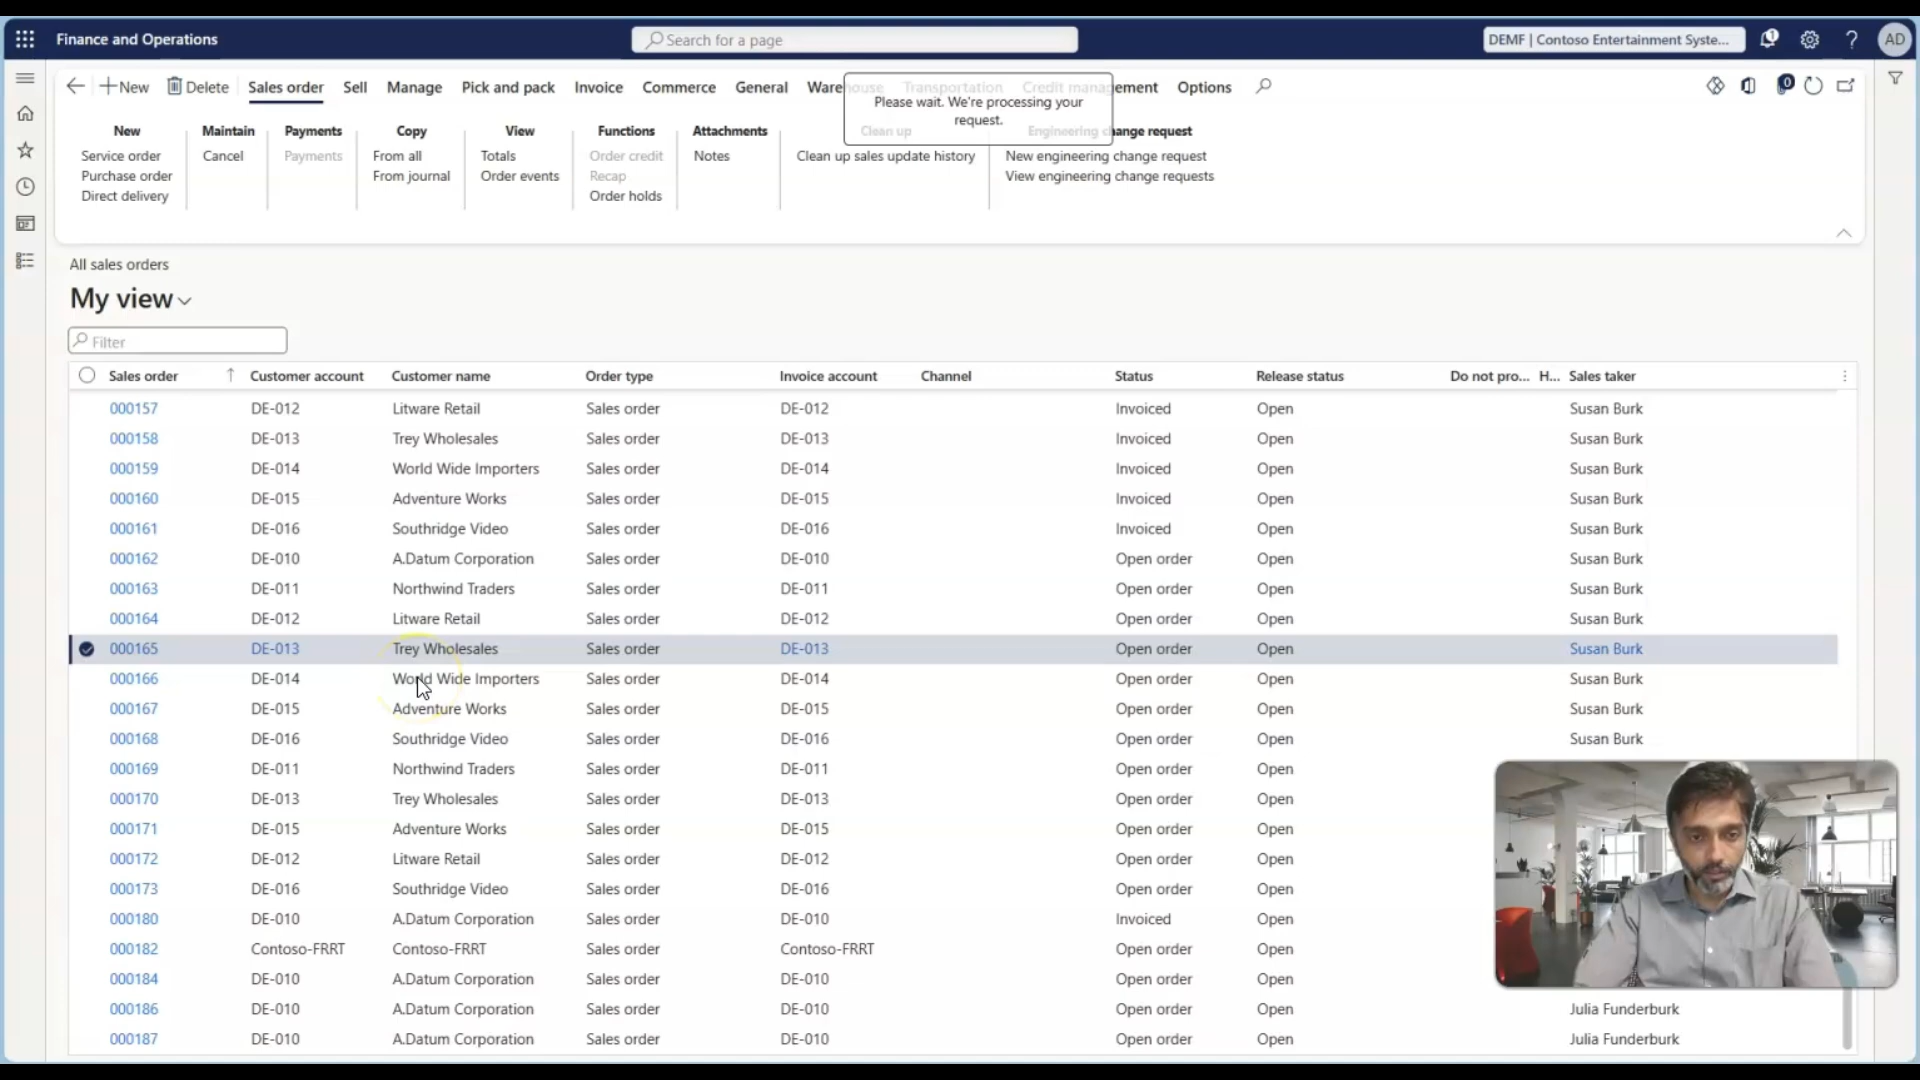 Finance and Operations
Search for a page
DEMF | Contoso Entertainment Syste...
1
?
AD
New
Delete
Sales order
Sell
Manage
Pick and pack
Invoice
Commerce
General
Warehouse
Transportation
Credit management
Options
0
Please wait. We're processing your
request.
New
Service order
Purchase order
Direct delivery
Maintain
Cancel
Payments
Payments
Copy
From all
From journal
View
Totals
Order events
Functions
Order credit
Recap
Order holds
Attachments
Notes
Clean up
Clean up sales update history
Engineering change request
New engineering change request
View engineering change requests
All sales orders
My view
Filter
Sales order Customer account Customer name Order type Invoice account Channel Status Release status Do not pro... H... Sales taker
000157 DE-012 Litware Retail Sales order DE-012 Invoiced Open Susan Burk
000158 DE-013 Trey Wholesales Sales order DE-013 Invoiced Open Susan Burk
000159 DE-014 World Wide Importers Sales order DE-014 Invoiced Open Susan Burk
000160 DE-015 Adventure Works Sales order DE-015 Invoiced Open Susan Burk
000161 DE-016 Southridge Video Sales order DE-016 Invoiced Open Susan Burk
000162 DE-010 A.Datum Corporation Sales order DE-010 Open order Open Susan Burk
000163 DE-011 Northwind Traders Sales order DE-011 Open order Open Susan Burk
000164 DE-012 Litware Retail Sales order DE-012 Open order Open Susan Burk
000165 DE-013 Trey Wholesales Sales order DE-013 Open order Open Susan Burk
000166 DE-014 World Wide Importers Sales order DE-014 Open order Open Susan Burk
000167 DE-015 Adventure Works Sales order DE-015 Open order Open Susan Burk
000168 DE-016 Southridge Video Sales order DE-016 Open order Open Susan Burk
000169 DE-011 Northwind Traders Sales order DE-011 Open order Open
000170 DE-013 Trey Wholesales Sales order DE-013 Open order Open
000171 DE-015 Adventure Works Sales order DE-015 Open order Open
000172 DE-012 Litware Retail Sales order DE-012 Open order Open
000173 DE-016 Southridge Video Sales order DE-016 Open order Open
000180 DE-010 A.Datum Corporation Sales order DE-010 Invoiced Open
000182 Contoso-FRRT Contoso-FRRT Sales order Contoso-FRRT Open order Open
000184 DE-010 A.Datum Corporation Sales order DE-010 Open order Open
000186 DE-010 A.Datum Corporation Sales order DE-010 Open order Open Julia Funderburk
000187 DE-010 A.Datum Corporation Sales order DE-010 Open order Open Julia Funderburk